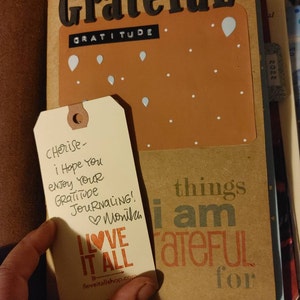 Grateful
GRATITUDE
CHERISE-
i HOPE YOU
ENJOY YOUR
GRATITUDE
JOURNALING!
♡ Monika
I LOVE
IT ALL
things
i am
GRATEFUL
for